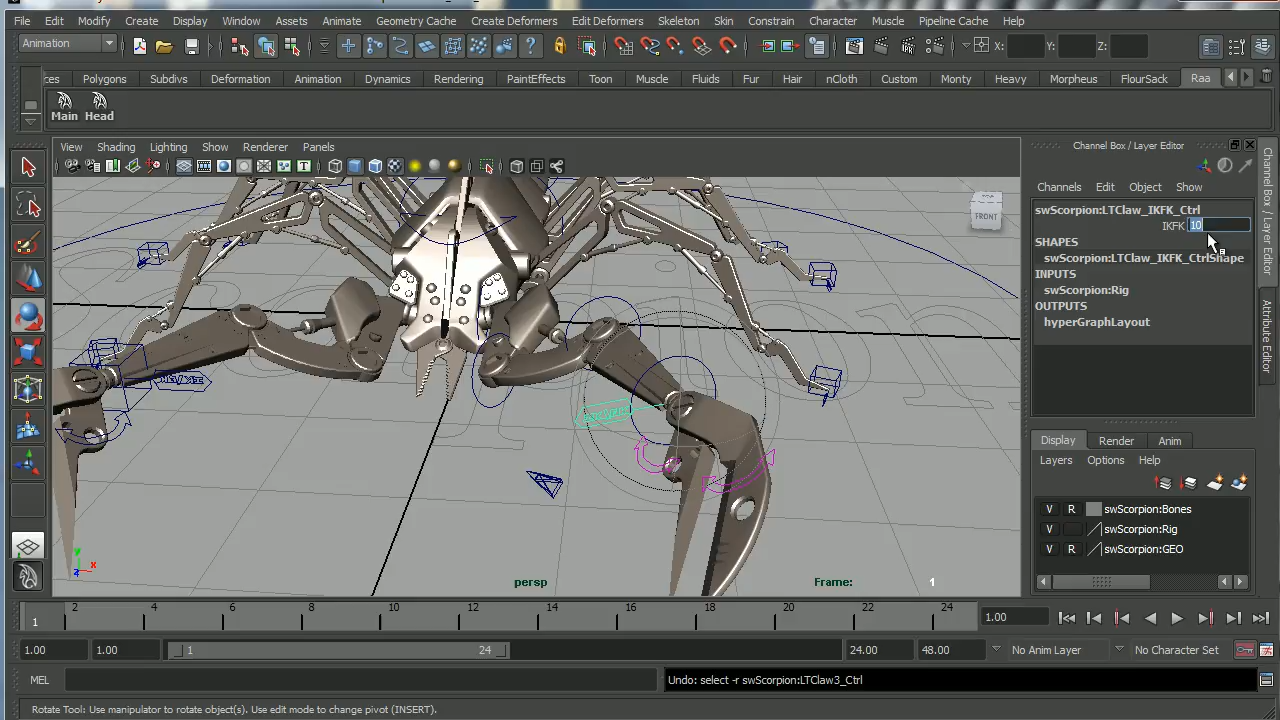 File Edit Modify Create Display Window Assets Animate Geometry Cache Create Deformers Edit Deformers Skeleton Skin Constrain Character Muscle Pipeline Cache Help
Animation X: Y: Z:
ces Polygons Subdivs Deformation Animation Dynamics Rendering PaintEffects Toon Muscle Fluids Fur Hair nCloth Custom Monty Heavy Morpheus FlourSack Raa
Main Head
View Shading Lighting Show Renderer Panels
Channel Box / Layer Editor
Channels Edit Object Show
swScorpion:LTClaw_IKFK_Ctrl
IKFK 10
SHAPES
swScorpion:LTClaw_IKFK_CtrlShape
INPUTS
swScorpion:Rig
OUTPUTS
hyperGraphLayout
Channel Box / Layer Editor
Attribute Editor
FRONT
Display Render Anim
Layers Options Help
V R swScorpion:Bones
V swScorpion:Rig
V R swScorpion:GEO
y
x
z
persp
Frame: 1
1 2 4 6 8 10 12 14 16 18 20 22 24 1.00
1.00 1.00 1 24 24.00 48.00 No Anim Layer No Character Set
MEL Undo: select -r swScorpion:LTClaw3_Ctrl
Rotate Tool: Use manipulator to rotate object(s). Use edit mode to change pivot (INSERT).